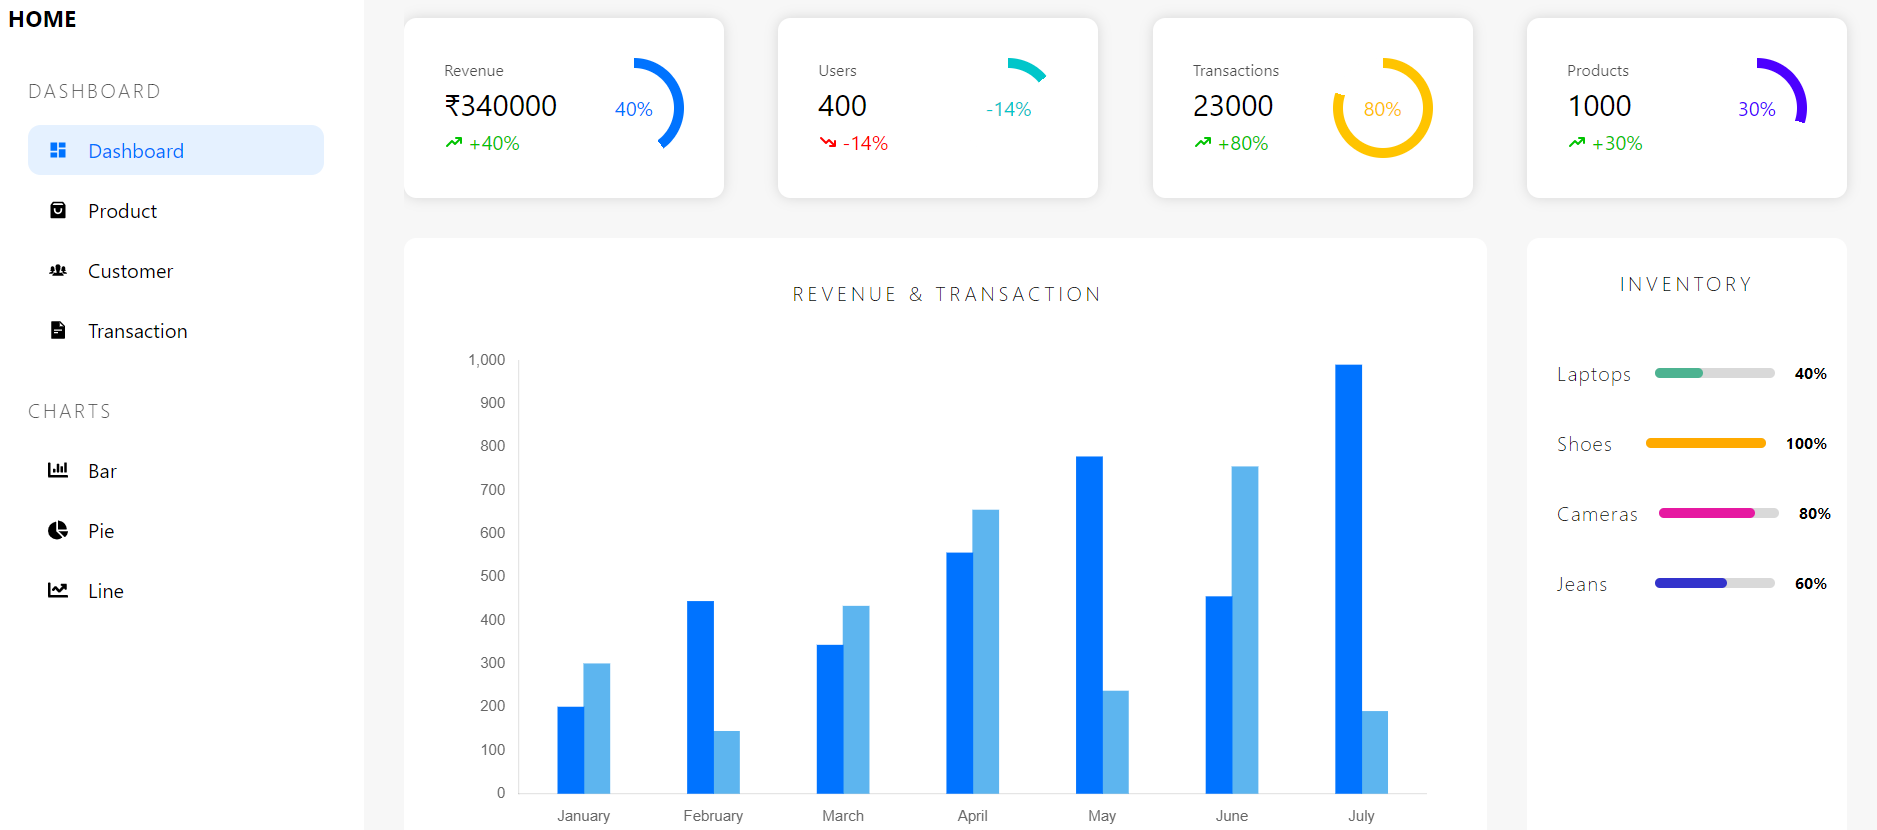 HOME
DASHBOARD
Dashboard
Product
Customer
Transaction
CHARTS
Bar
Pie
Line
Revenue
₹340000
+40%
40%
Users
400
-14%
-14%
Transactions
23000
+80%
80%
Products
1000
+30%
30%
REVENUE & TRANSACTION
1,000
900
800
700
600
500
400
300
200
100
0
January February March April May June July
INVENTORY
Laptops 40%
Shoes 100%
Cameras 80%
Jeans 60%